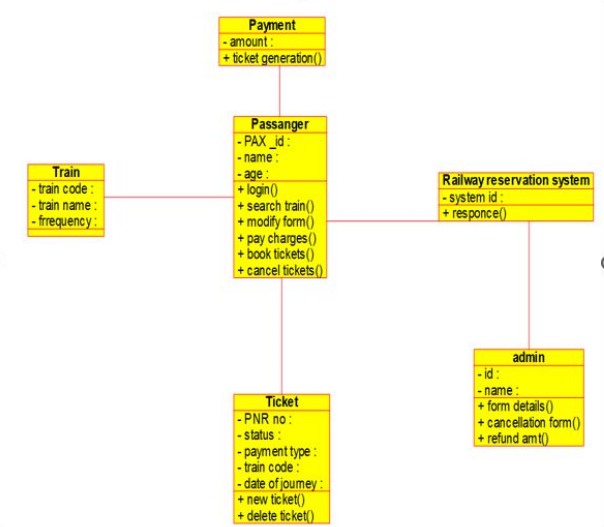 Payment
- amount :
+ ticket generation()
Passanger
- PAX _id :
- name :
- age :
+ login()
+ search train()
+ modify form()
+ pay charges()
+ book tickets()
+ cancel tickets()
Train
- train code :
- train name :
- frrequency :
Railway reservation system
- system id :
+ responce()
admin
- id :
- name :
+ form details()
+ cancellation form()
+ refund amt()
Ticket
- PNR no :
- status :
- payment type :
- train code :
- date of journey :
+ new ticket()
+ delete ticket()